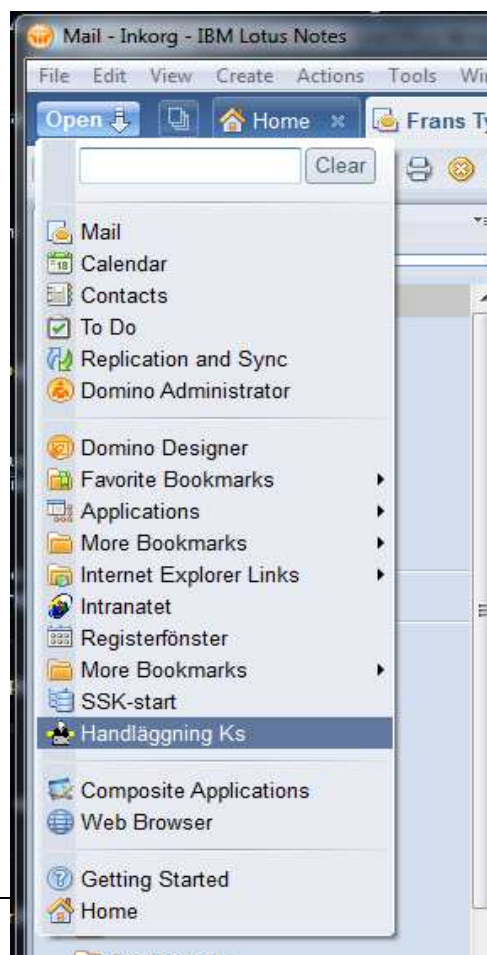 Mail - Inkorg - IBM Lotus Notes
File Edit View Create Actions Tools
Open Home Frans
Clear
Mail
18
Calendar
Contacts
To Do
Replication and Sync
Domino Administrator
Domino Designer
Favorite Bookmarks
Applications
More Bookmarks
Internet Explorer Links
Intranatet
Registerfönster
More Bookmarks
SSK-start
Handläggning Ks
Composite Applications
Web Browser
Getting Started
Home